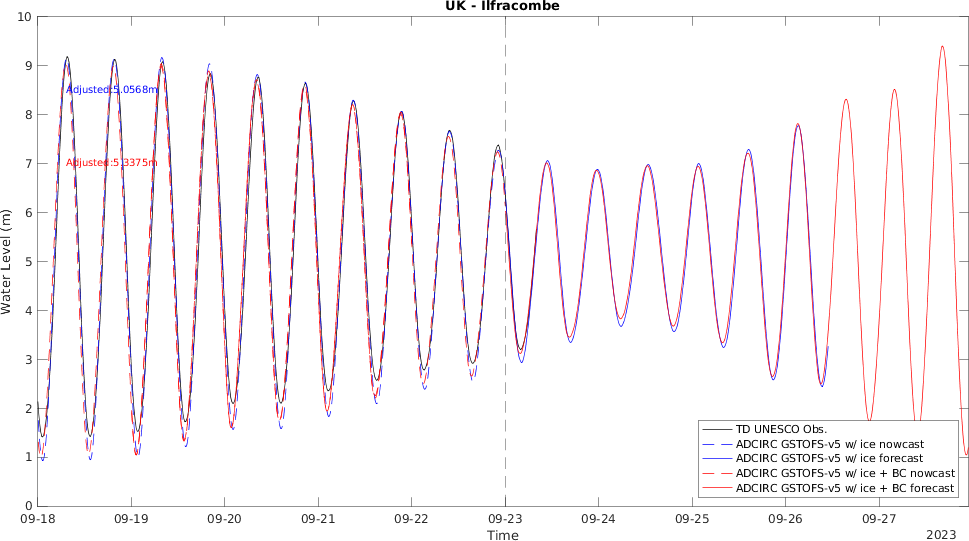 UK - Ilfracombe
10
9
8
7
6
5
4
3
2
1
0
Water Level (m)
Adjusted:5.0568m
Adjusted:5.3375m
TD UNESCO Obs.
ADCIRC GSTOFS-v5 w/ ice nowcast
ADCIRC GSTOFS-v5 w/ ice forecast
ADCIRC GSTOFS-v5 w/ ice + BC nowcast
ADCIRC GSTOFS-v5 w/ ice + BC forecast
09-18 09-19 09-20 09-21 09-22 09-23 09-24 09-25 09-26 09-27
Time
2023